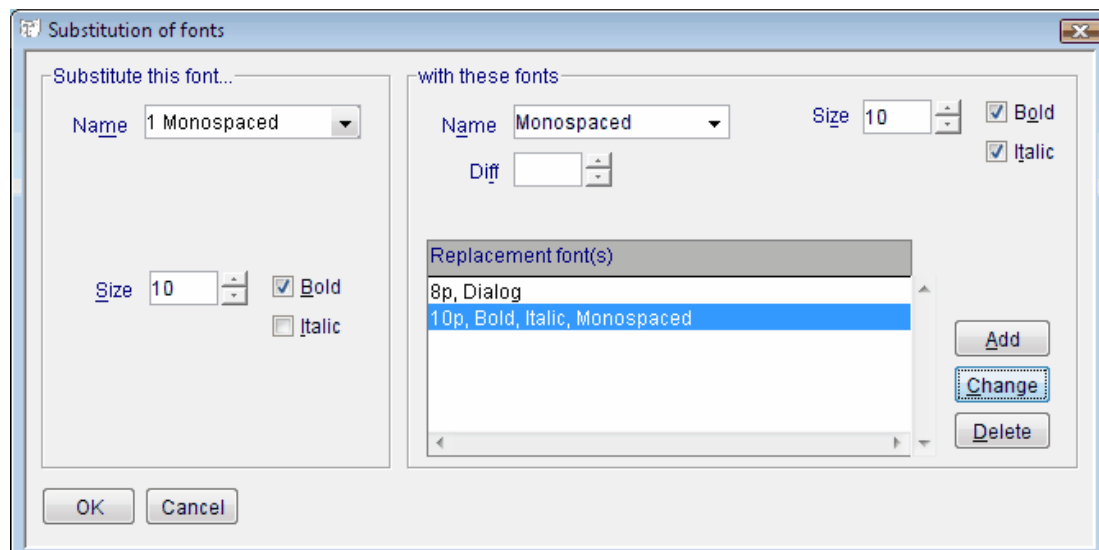 Substitution of fonts
Substitute this font...
Name 1 Monospaced
Size 10 Bold
Italic
with these fonts
Name Monospaced Size 10 Bold
Italic
Diff
Replacement font(s)
8p, Dialog
10p, Bold, Italic, Monospaced
Add
Change
Delete
OK Cancel